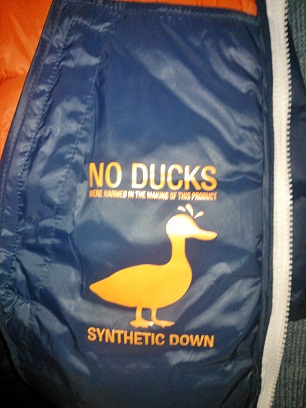 NO DUCKS
WERE HARMED IN THE MAKING OF THIS PRODUCT
SYNTHETIC DOWN